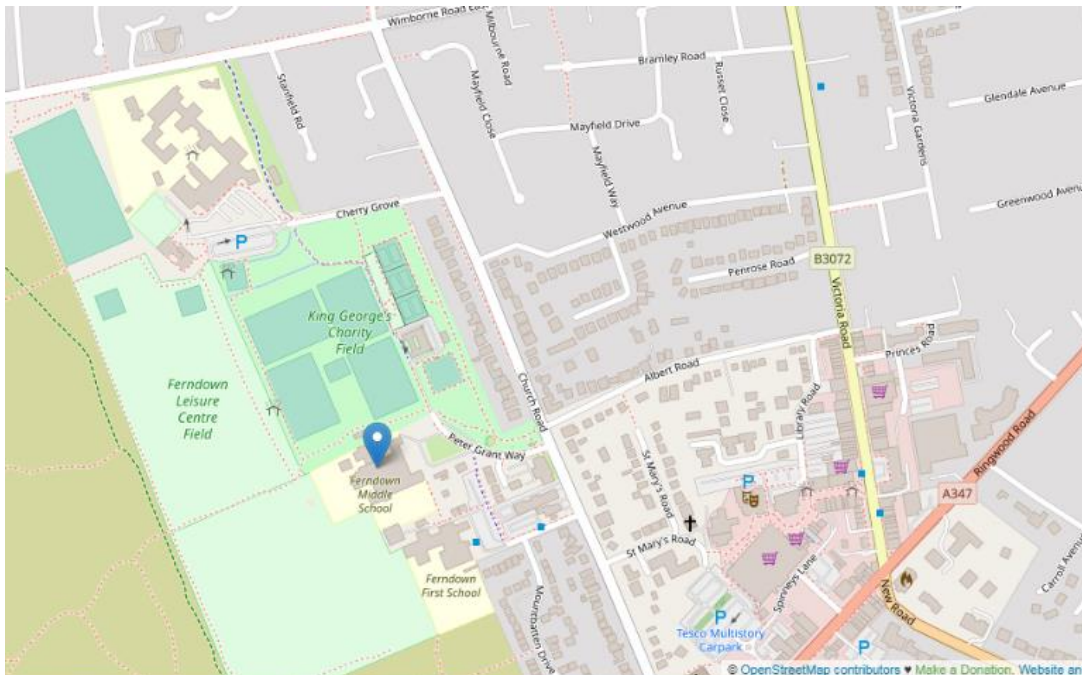 Wimborne Road East
Milbourne Road
Stanfield Rd
Mayfield Close
Bramley Road
Russet Close
Mayfield Drive
Mayfield Way
Victoria Gardens
Glendale Avenue
Greenwood Avenue
Cherry Grove
Westwood Avenue
Penrose Road
B3072
Victoria Road
P
King George's
Charity
Field
Ferndown
Leisure
Centre
Field
Church Road
Albert Road
Library Road
Princes Road
Ringwood Road
A347
Peter Grant Way
Ferndown
Middle
School
St Mary's Road
St Mary's Road
P
Ferndown
First School
Mountbatten Drive
Spinneys Lane
New Road
Carroll Avenue
P
Tesco Multistory
Carpark
P
© OpenStreetMap contributors ♥ Make a Donation. Website an